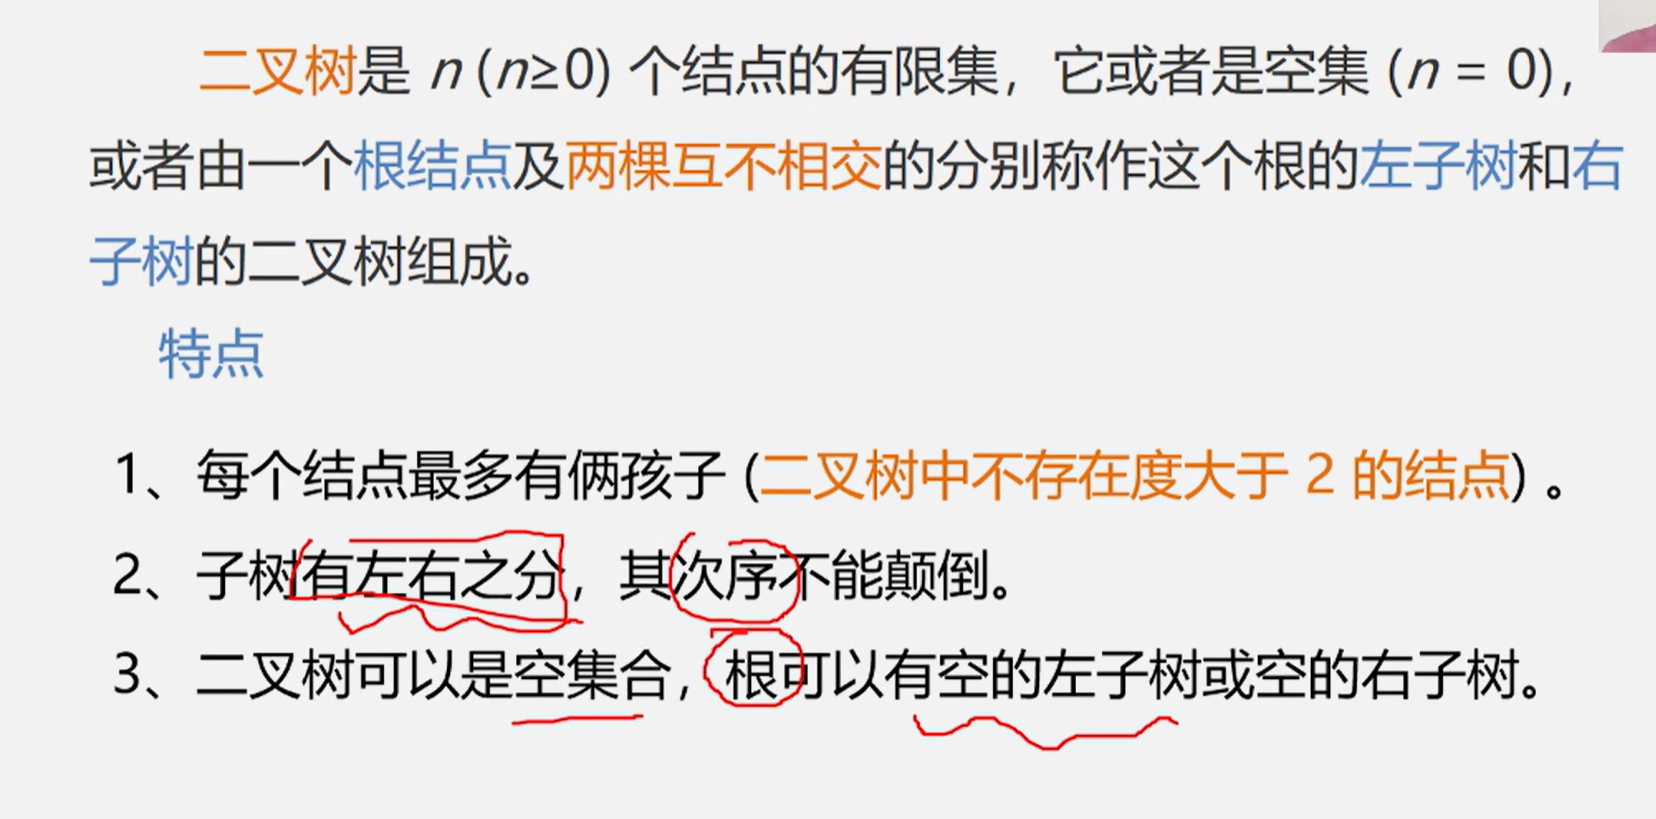 二叉树是 n (n≥0) 个结点的有限集，它或者是空集 (n = 0)，
或者由一个根结点及两棵互不相交的分别称作这个根的左子树和右
子树的二叉树组成。
特点
1、每个结点最多有俩孩子 (二叉树中不存在度大于 2 的结点) 。
2、子树有左右之分，其次序不能颠倒。
3、二叉树可以是空集合，根可以有空的左子树或空的右子树。